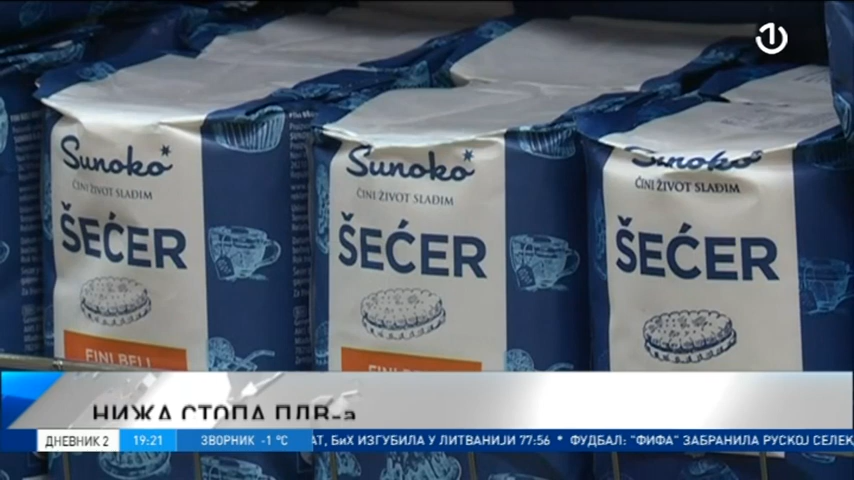 Sunoko
ČINI ŽIVOT SLAĐIM
ŠEĆER
FINI BELI
Sunoko
ČINI ŽIVOT SLAĐIM
ŠEĆER
Sunoko
ČINI ŽIVOT SLAĐIM
ŠEĆER
НИЖА СТОПА ПДВ-а
ДНЕВНИК 2 19:21 ЗВОРНИК -1 °C АТ, БиХ ИЗГУБИЛА У ЛИТВАНИЈИ 77:56 * ФУДБАЛ: "ФИФА" ЗАБРАНИЛА РУСКОЈ СЕЛЕК